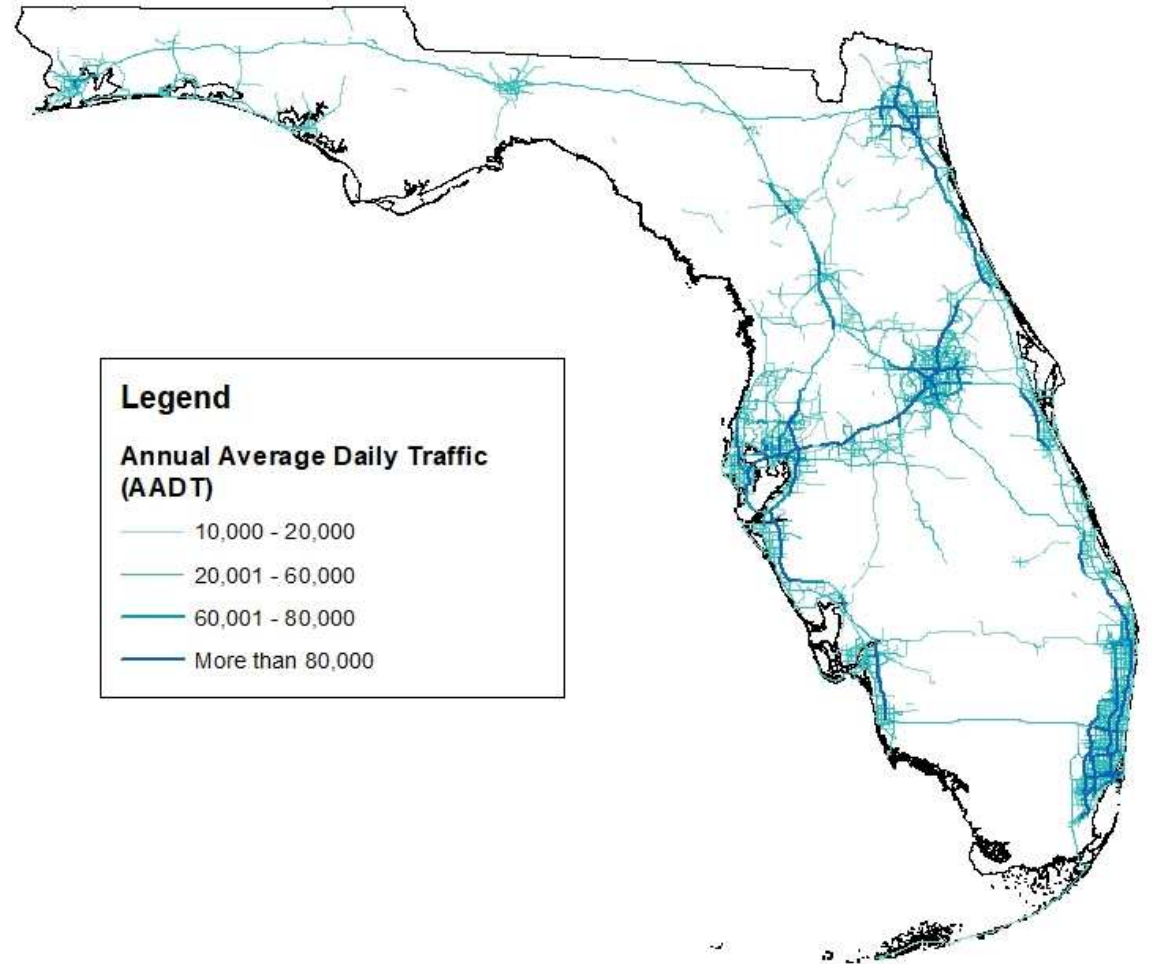 Legend
Annual Average Daily Traffic
(AADT)
10,000 - 20,000
20,001 - 60,000
60,001 - 80,000
More than 80,000